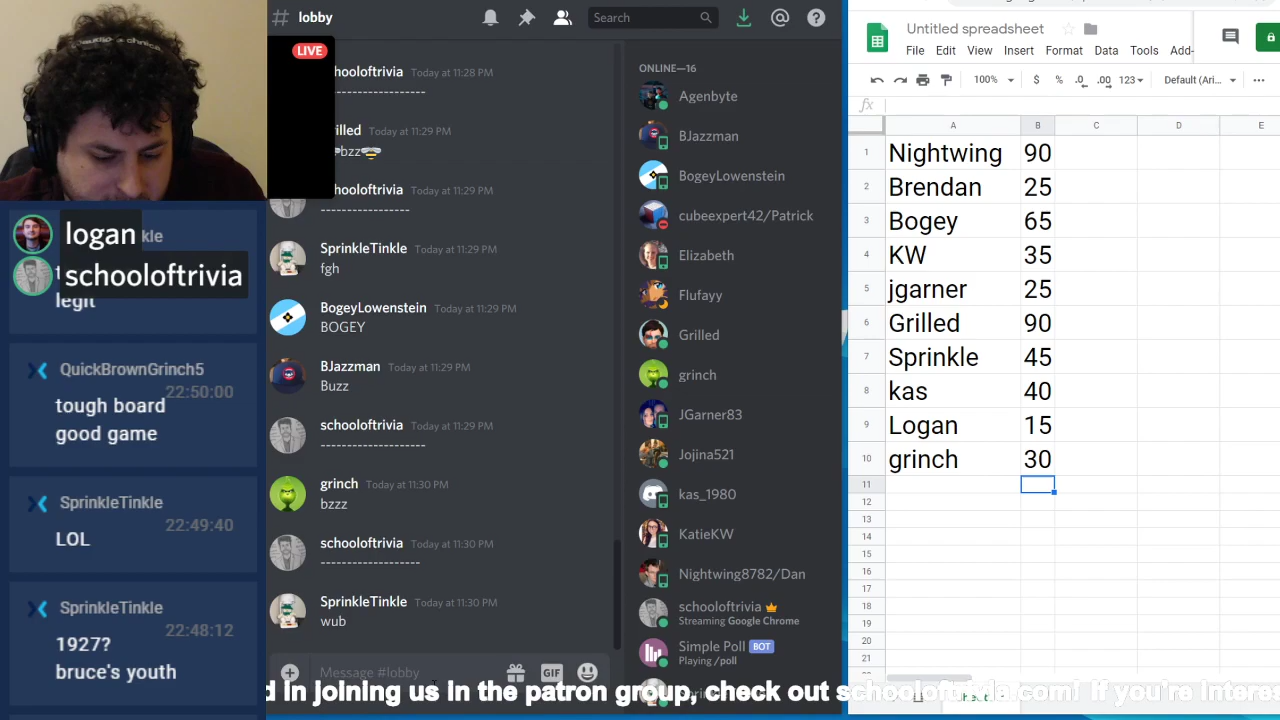 LIVE
logan
schooloftrivia
legit
QuickBrownGrinch5
22:50:00
tough board
good game
SprinkleTinkle
22:49:40
LOL
SprinkleTinkle
22:48:12
1927?
bruce's youth
# lobby
Search
Today at 11:28 PM
--------------------
Today at 11:29 PM
Today at 11:29 PM
-----------------
SprinkleTinkle Today at 11:29 PM
fgh
BogeyLowenstein Today at 11:29 PM
BOGEY
BJazzman Today at 11:29 PM
Buzz
schooloftrivia Today at 11:29 PM
--------------------
grinch Today at 11:30 PM
bzzz
schooloftrivia Today at 11:30 PM
-------------------
SprinkleTinkle Today at 11:30 PM
wub
Message #lobby
GIF
ONLINE—16
Agenbyte
BJazzman
BogeyLowenstein
cubeexpert42/Patrick
Elizabeth
Flufayy
Grilled
grinch
JGarner83
Jojina521
kas_1980
KatieKW
Nightwing8782/Dan
schooloftrivia
Streaming Google Chrome
Simple Poll BOT
Playing /poll
Untitled spreadsheet
File Edit View Insert Format Data Tools Add-
100% $ % .0 .00 123 Default (Ari...
fx
A B C D E
1 Nightwing 90
2 Brendan 25
3 Bogey 65
4 KW 35
5 jgarner 25
6 Grilled 90
7 Sprinkle 45
8 kas 40
9 Logan 15
10 grinch 30
11
12
13
14
15
16
17
18
19
20
21
in joining us in the patron group, check out schooloftrivia.com! If you're